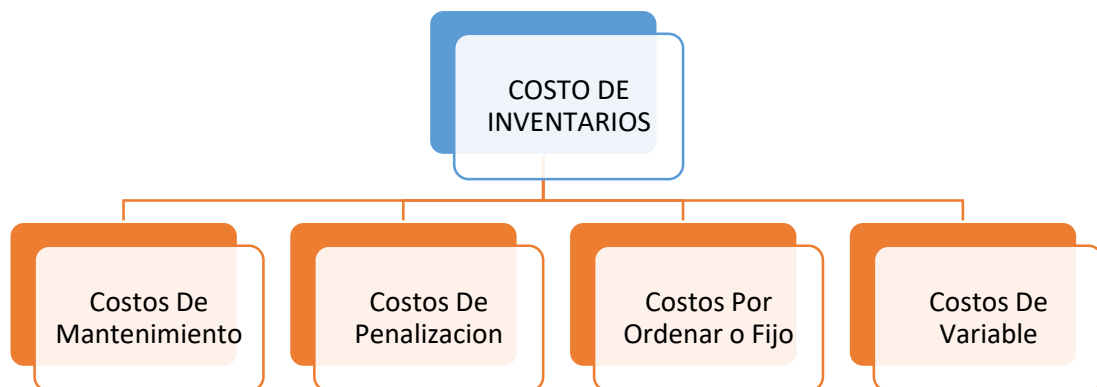 COSTO DE
INVENTARIOS
Costos De
Mantenimiento
Costos De
Penalizacion
Costos Por
Ordenar o Fijo
Costos De
Variable